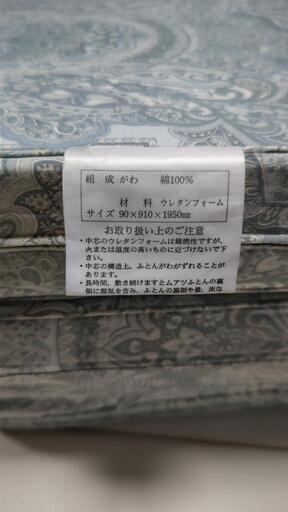 組　成 がわ　　綿100%
材　料 ウレタンフォーム
サイズ 90×910×1950㎜
お取り扱い上のご注意
・中芯のウレタンフォームは難燃性ですが、
火または温度の高いものに近づけないで下
さい。
・中芯の構造上、ふとんがわがずれることが
あります。
・長時間、敷き続けますとムアツふとんの裏
側に湿気を含み、ふとんの裏側や畳、床な